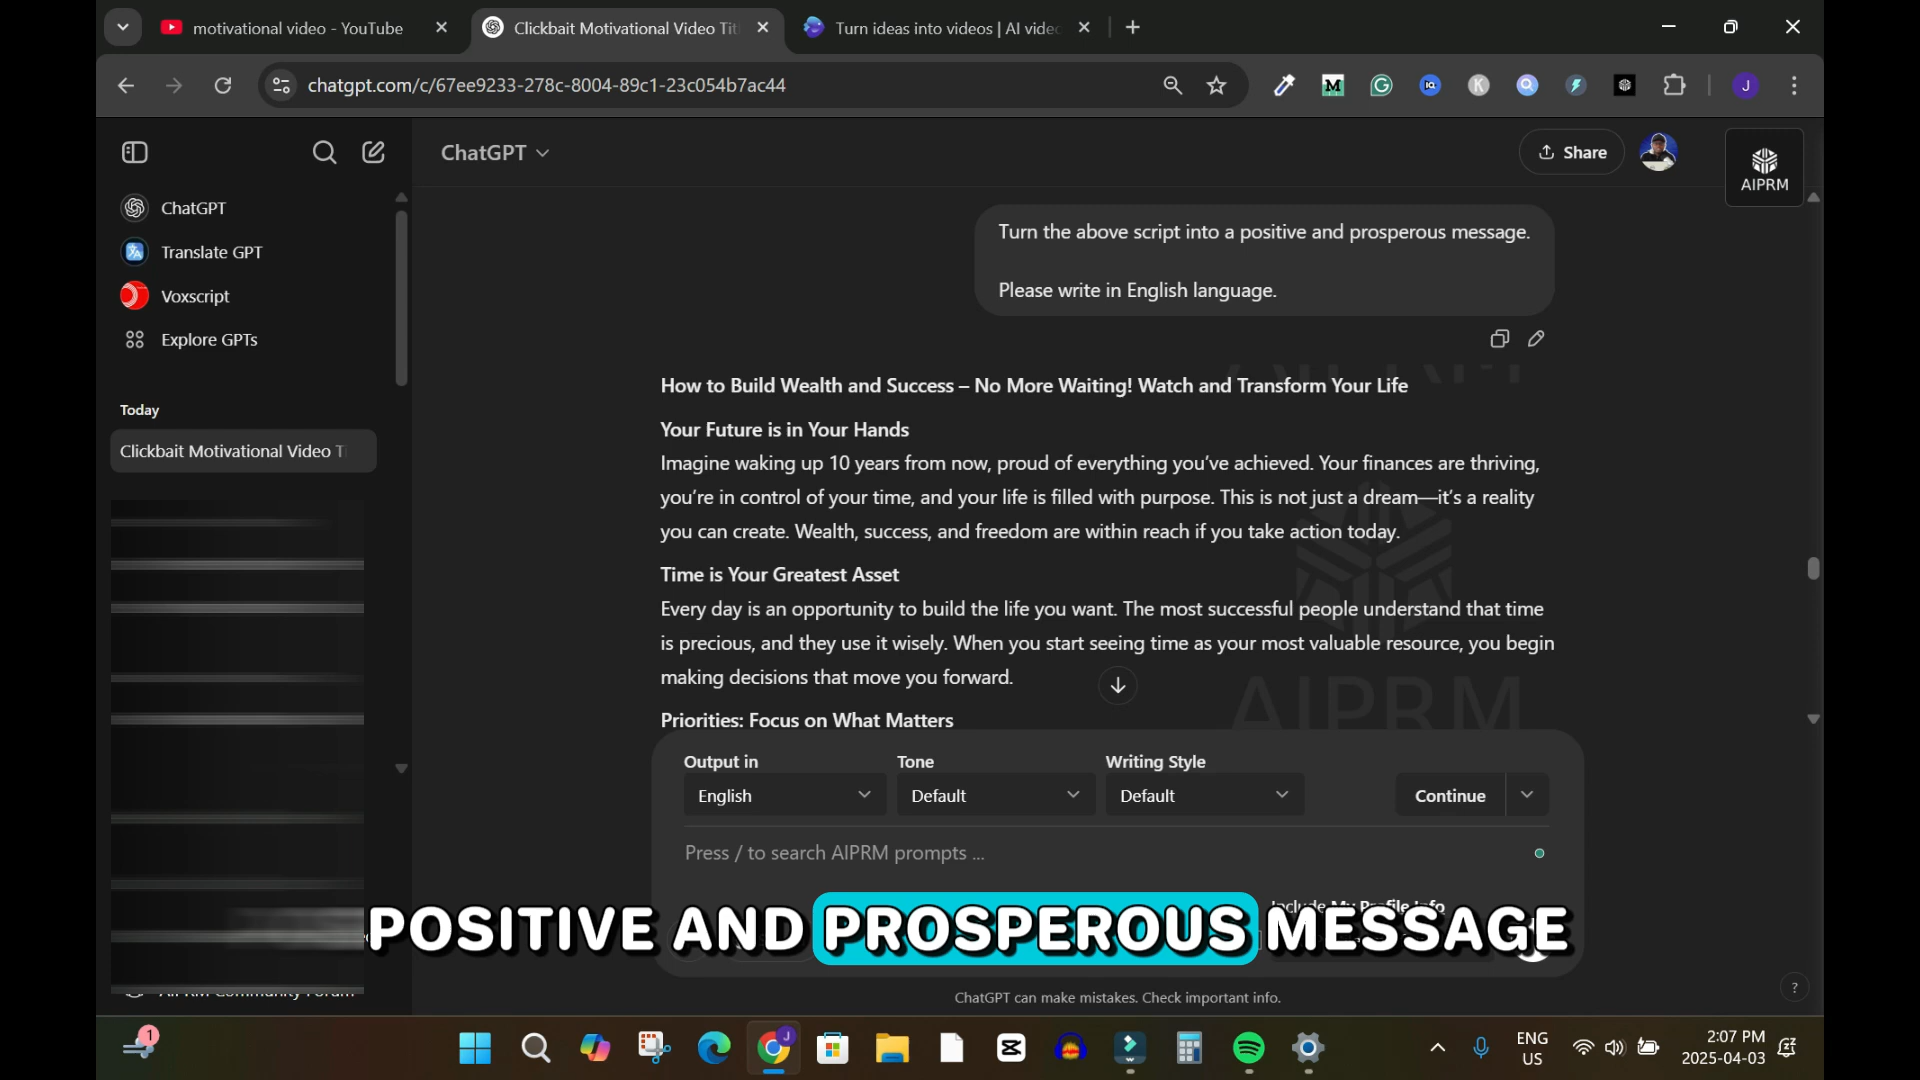 motivational video - YouTube
Clickbait Motivational Video Tit
Turn ideas into videos | AI vide
chatgpt.com/c/67ee9233-278c-8004-89c1-23c054b7ac44
ChatGPT
Share
AIPRM
ChatGPT
Translate GPT
Voxscript
Explore GPTs
Today
Clickbait Motivational Video T
Turn the above script into a positive and prosperous message.
Please write in English language.
How to Build Wealth and Success – No More Waiting! Watch and Transform Your Life
Your Future is in Your Hands
Imagine waking up 10 years from now, proud of everything you've achieved. Your finances are thriving,
you're in control of your time, and your life is filled with purpose. This is not just a dream—it's a reality
you can create. Wealth, success, and freedom are within reach if you take action today.
Time is Your Greatest Asset
Every day is an opportunity to build the life you want. The most successful people understand that time
is precious, and they use it wisely. When you start seeing time as your most valuable resource, you begin
making decisions that move you forward.
AIPRM
Priorities: Focus on What Matters
Output in
Tone
Writing Style
English
Default
Default
Continue
Press / to search AIPRM prompts ...
Include My Profile Info
POSITIVE AND PROSPEROUS MESSAGE
AIPRM Community Forum
ChatGPT can make mistakes. Check important info.
?
1
ENG
US
2:07 PM
2025-04-03